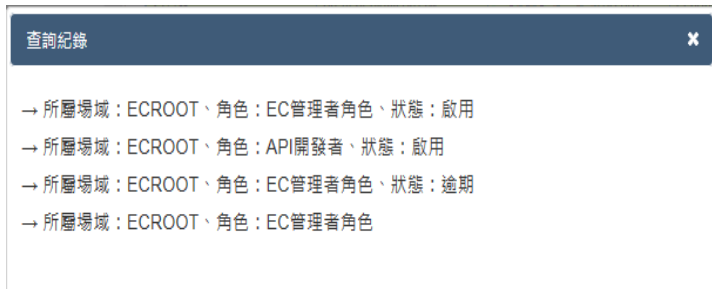 查詢紀錄
→ 所屬場域：ECROOT、角色：EC管理者角色、狀態：啟用
→ 所屬場域：ECROOT、角色：API開發者、狀態：啟用
→ 所屬場域：ECROOT、角色：EC管理者角色、狀態：逾期
→ 所屬場域：ECROOT、角色：EC管理者角色